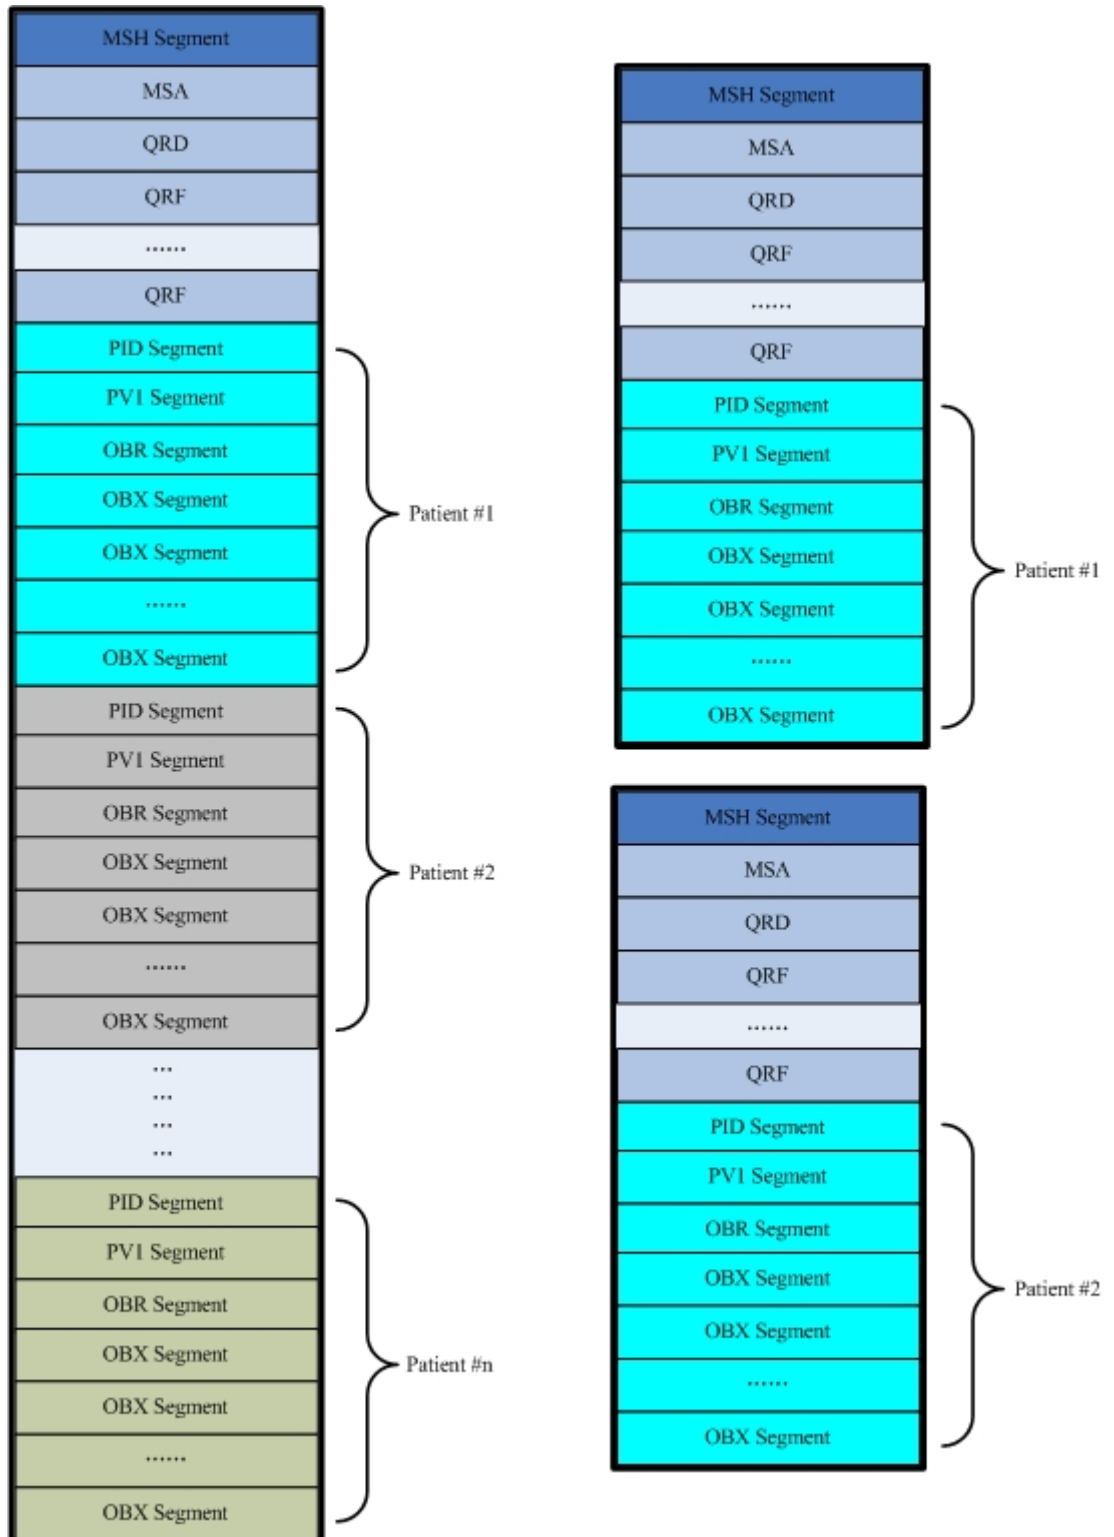 MSH Segment
MSA
QRD
QRF
......
QRF
PID Segment
PV1 Segment
OBR Segment
OBX Segment
OBX Segment
......
OBX Segment
Patient #1
PID Segment
PV1 Segment
OBR Segment
OBX Segment
OBX Segment
......
OBX Segment
Patient #2
...
...
...
...
PID Segment
PV1 Segment
OBR Segment
OBX Segment
OBX Segment
......
OBX Segment
Patient #n
MSH Segment
MSA
QRD
QRF
......
QRF
PID Segment
PV1 Segment
OBR Segment
OBX Segment
OBX Segment
......
OBX Segment
Patient #1
MSH Segment
MSA
QRD
QRF
......
QRF
PID Segment
PV1 Segment
OBR Segment
OBX Segment
OBX Segment
......
OBX Segment
Patient #2